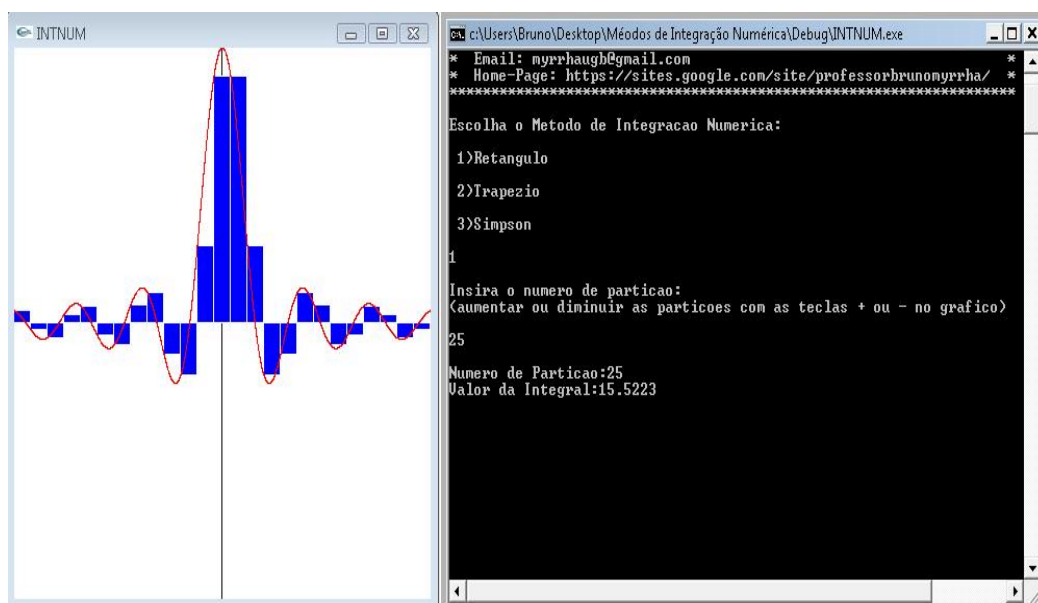 INTNUM
c:\Users\Bruno\Desktop\Méodos de Integração Numérica\Debug\INTNUM.exe
* Email: myrrhaugb@gmail.com *
* Home-Page: https://sites.google.com/site/professorbrunomyrrha/ *
********************************************************************
Escolha o Metodo de Integracao Numerica:
1)Retangulo
2)Trapezio
3)Simpson
1
Insira o numero de particao:
(aumentar ou diminuir as particoes com as teclas + ou - no grafico)
25
Numero de Particao:25
Valor da Integral:15.5223